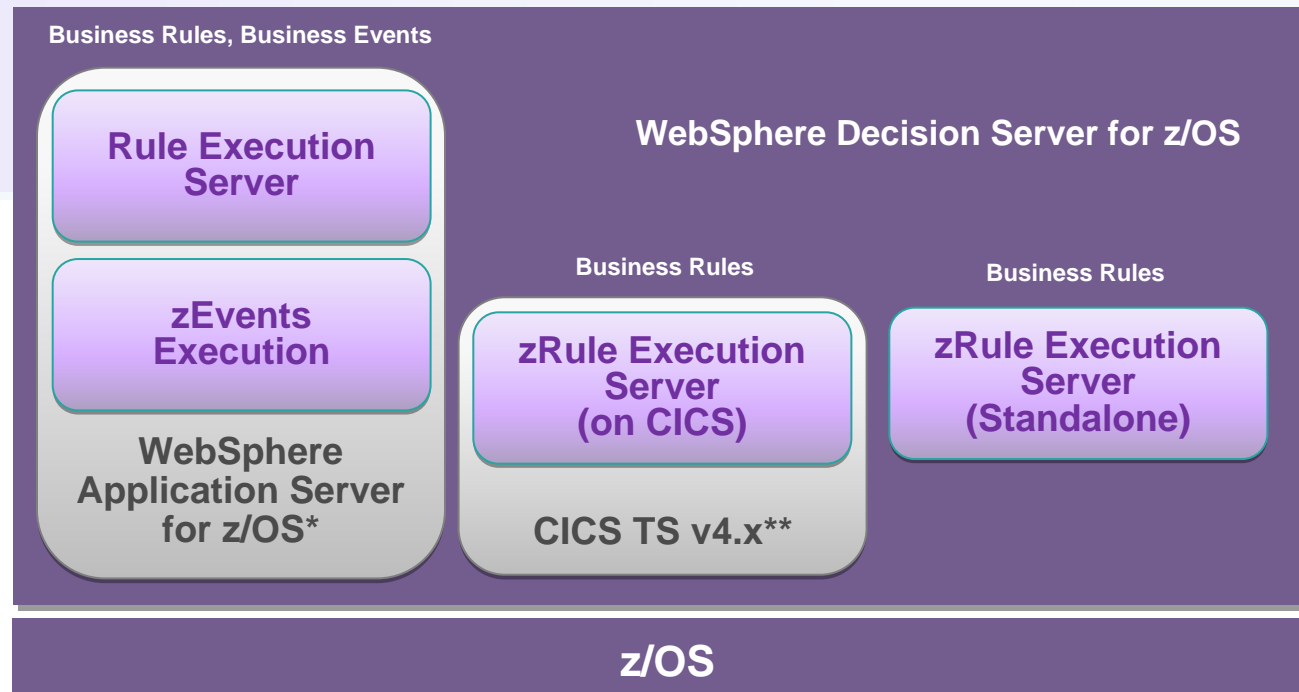 Business Rules, Business Events
Rule Execution
Server
zEvents
Execution
WebSphere
Application Server
for z/OS*
WebSphere Decision Server for z/OS
Business Rules
zRule Execution
Server
(on CICS)
CICS TS v4.x**
Business Rules
zRule Execution
Server
(Standalone)
z/OS